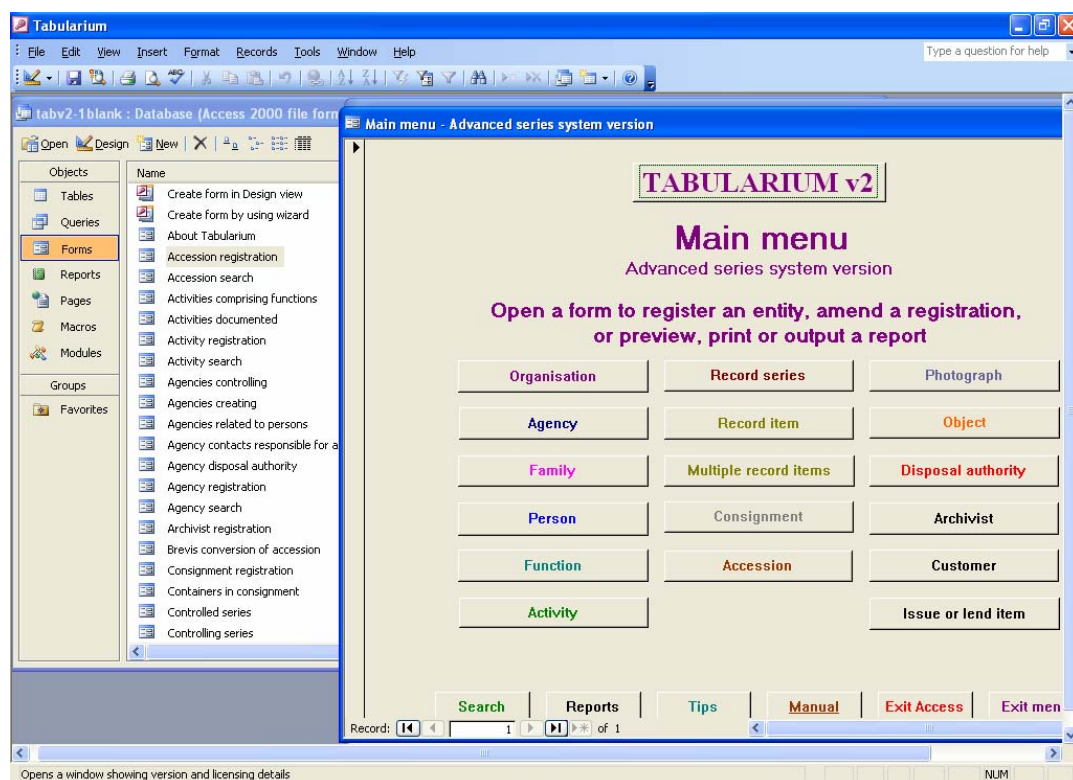 Tabularium
File Edit View Insert Format Records Tools Window Help
Type a question for help
tabv2-1blank : Database (Access 2000 file form
Open Design New
Objects
Tables
Queries
Forms
Reports
Pages
Macros
Modules
Groups
Favorites
Name
Create form in Design view
Create form by using wizard
About Tabularium
Accession registration
Accession search
Activities comprising functions
Activities documented
Activity registration
Activity search
Agencies controlling
Agencies creating
Agencies related to persons
Agency contacts responsible for a
Agency disposal authority
Agency registration
Agency search
Archivist registration
Brevis conversion of accession
Consignment registration
Containers in consignment
Controlled series
Controlling series
Main menu - Advanced series system version
TABULARIUM v2
Main menu
Advanced series system version
Open a form to register an entity, amend a registration,
or preview, print or output a report
Organisation Record series Photograph
Agency Record item Object
Family Multiple record items Disposal authority
Person Consignment Archivist
Function Accession Customer
Activity Issue or lend item
Search Reports Tips Manual Exit Access Exit men
Record: 1 of 1
Opens a window showing version and licensing details
NUM